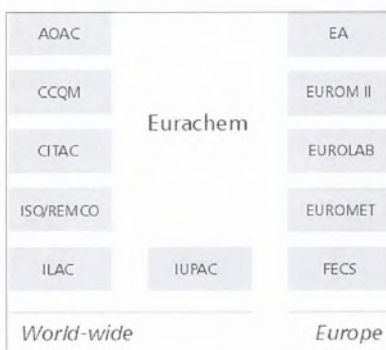 AOAC EA
CCQM EUROM II
Eurachem
CITAC EUROLAB
ISO/REMCO EUROMET
ILAC IUPAC FECS
World-wide Europe